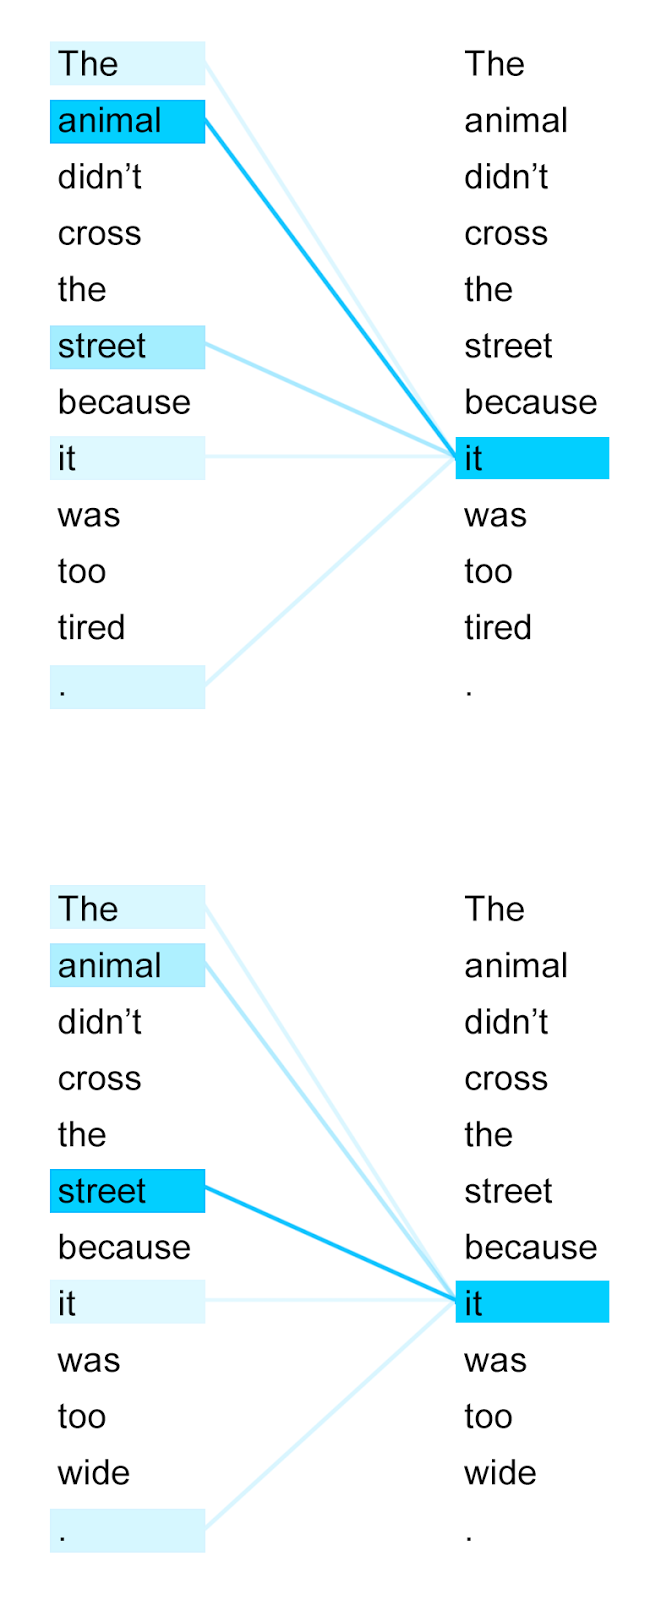 The The
animal animal
didn’t didn’t
cross cross
the the
street street
because because
it it
was was
too too
tired tired
. .
The The
animal animal
didn’t didn’t
cross cross
the the
street street
because because
it it
was was
too too
wide wide
. .